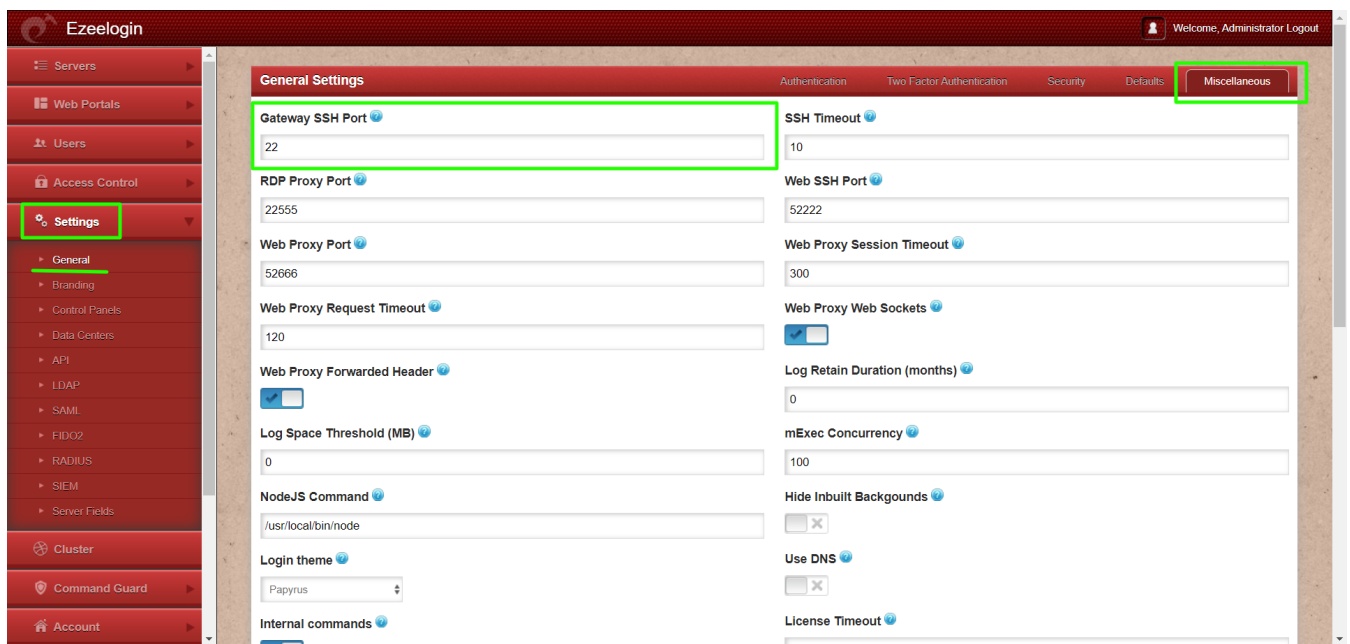 Ezeelogin
Welcome, Administrator Logout
Servers
Web Portals
Users
Access Control
Settings
General
Branding
Control Panels
Data Centers
API
LDAP
SAML
FIDO2
RADIUS
SIEM
Server Fields
Cluster
Command Guard
Account
General Settings
Authentication
Two Factor Authentication
Security
Defaults
Miscellaneous
Gateway SSH Port
22
SSH Timeout
10
RDP Proxy Port
22555
Web SSH Port
52222
Web Proxy Port
52666
Web Proxy Session Timeout
300
Web Proxy Request Timeout
120
Web Proxy Web Sockets
Web Proxy Forwarded Header
Log Retain Duration (months)
0
Log Space Threshold (MB)
0
mExec Concurrency
100
NodeJS Command
/usr/local/bin/node
Hide Inbuilt Backgounds
Login theme
Papyrus
Use DNS
Internal commands
License Timeout